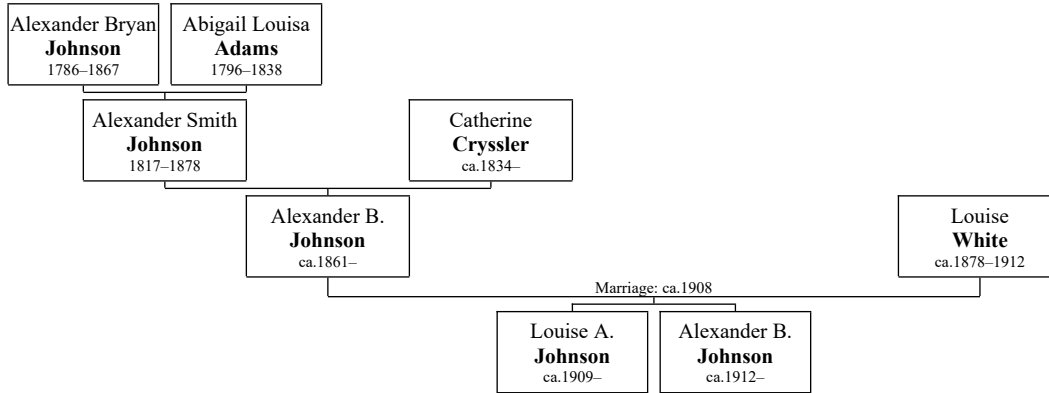 Alexander Bryan
Johnson
1786–1867
Abigail Louisa
Adams
1796–1838
Alexander Smith
Johnson
1817–1878
Catherine
Cryssler
ca.1834–
Alexander B.
Johnson
ca.1861–
Louise
White
ca.1878–1912
Marriage: ca.1908
Louise A.
Johnson
ca.1909–
Alexander B.
Johnson
ca.1912–